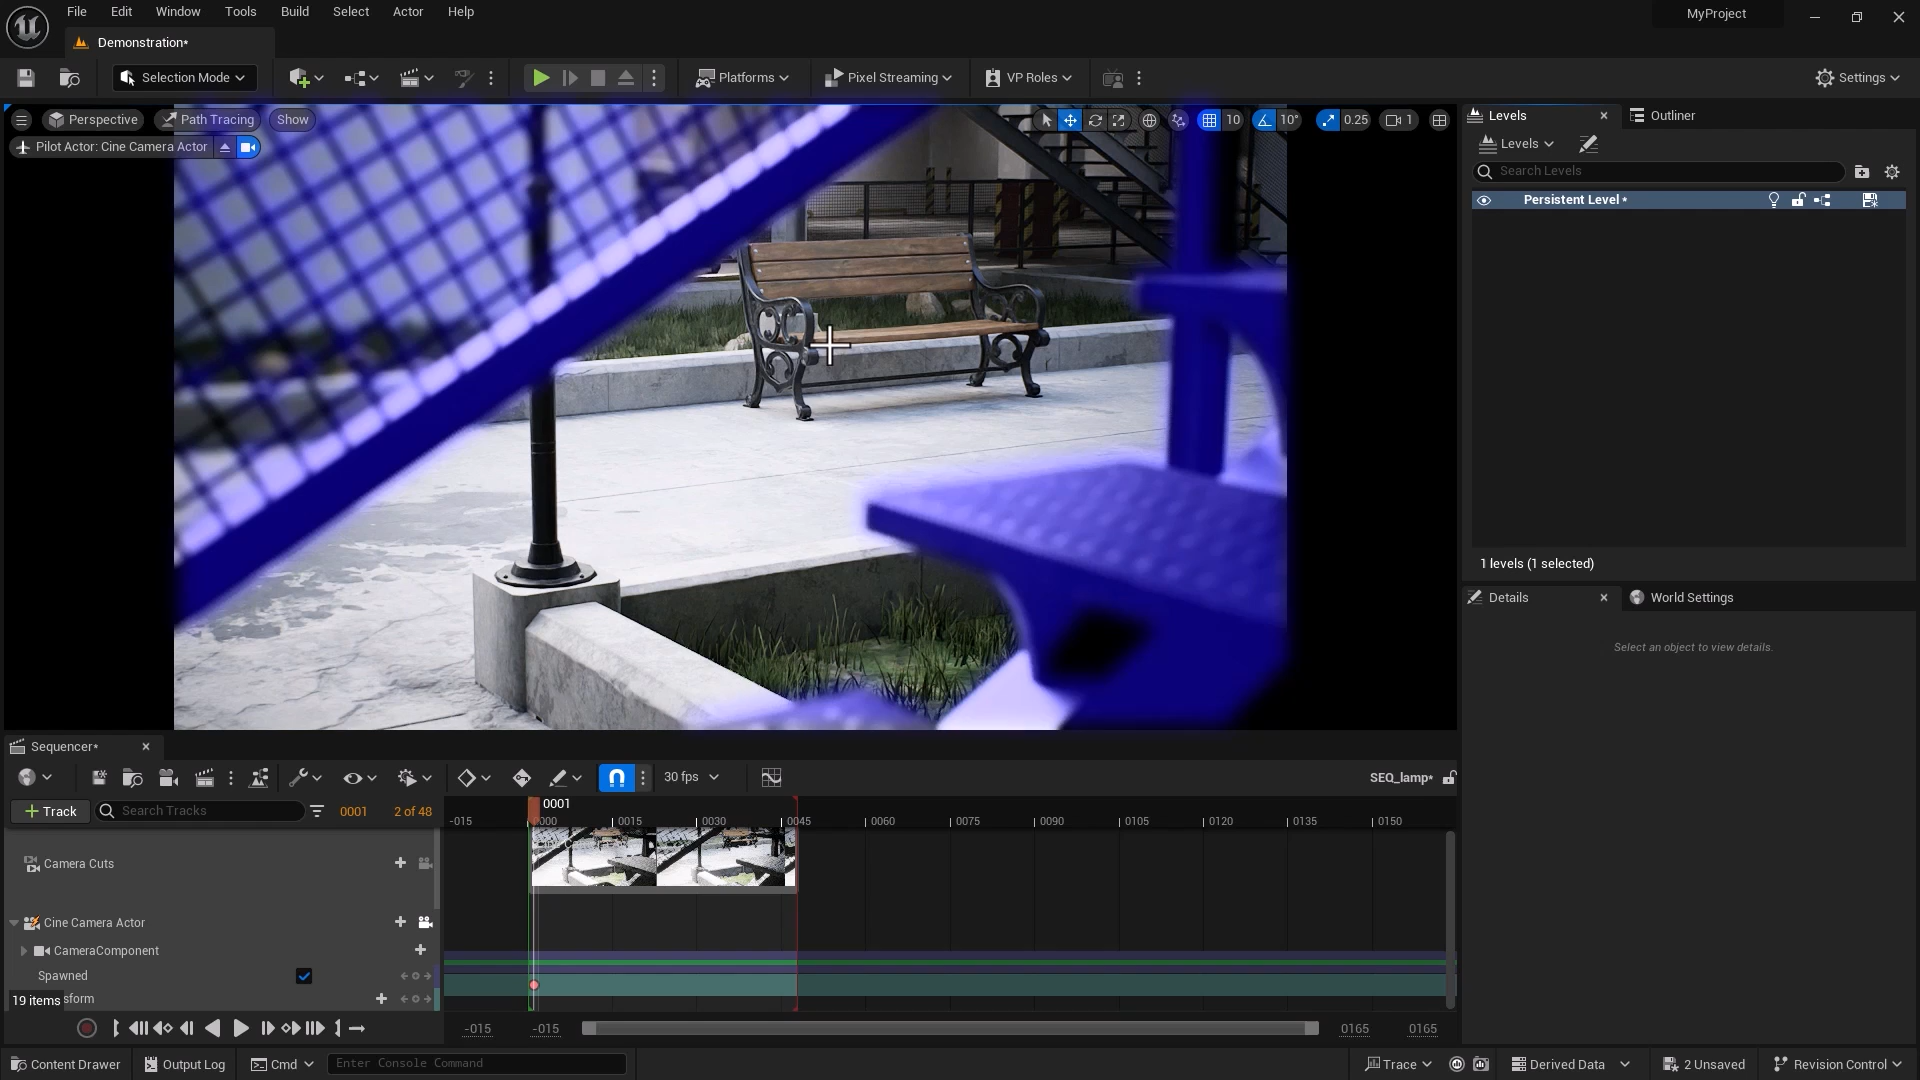 File Edit Window Tools Build Select Actor Help
MyProject
Demonstration*
Selection Mode
Platforms
Pixel Streaming
VP Roles
Settings
Perspective
Path Tracing
Show
10
10°
0.25
1
Pilot Actor: Cine Camera Actor
Levels
Outliner
Levels
Search Levels
Persistent Level *
1 levels (1 selected)
Details
World Settings
Select an object to view details.
Sequencer*
30 fps
SEQ_lamp*
+ Track
Search Tracks
0001
2 of 48
0001
-015 0000 0015 0030 0045 0060 0075 0090 0105 0120 0135 0150
Camera Cuts
Cine Camera Actor
CameraComponent
Spawned
19 items
sform
-015 -015 0165 0165
Content Drawer
Output Log
Cmd
Enter Console Command
Trace
Derived Data
2 Unsaved
Revision Control